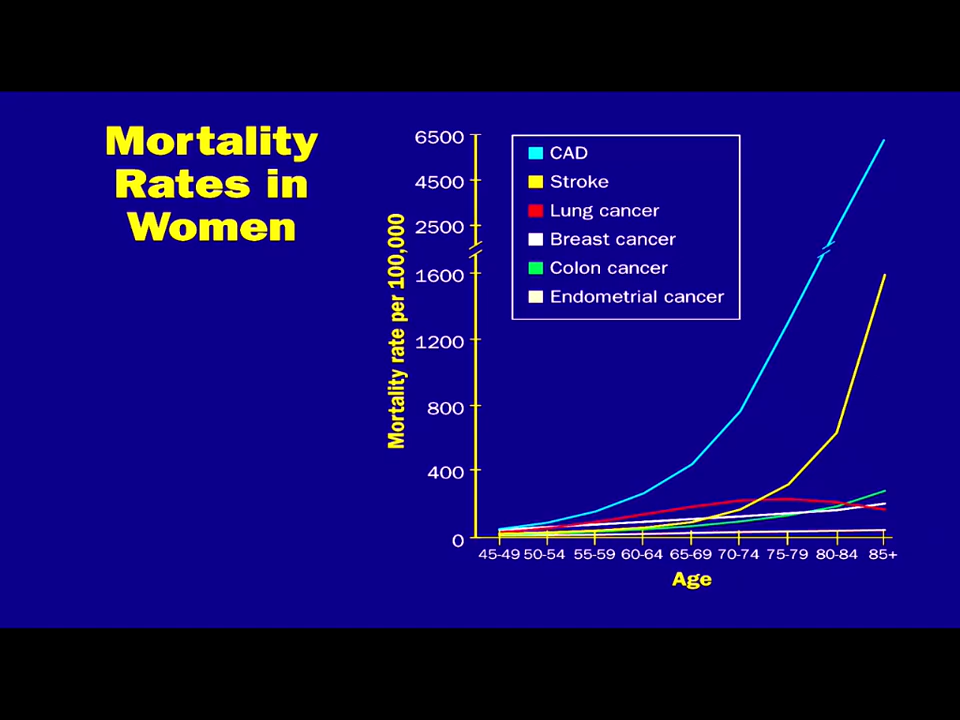 Mortality
Rates in
Women
Mortality rate per 100,000
6500
4500
2500
1600
1200
800
400
0
CAD
Stroke
Lung cancer
Breast cancer
Colon cancer
Endometrial cancer
45-49 50-54 55-59 60-64 65-69 70-74 75-79 80-84 85+
Age